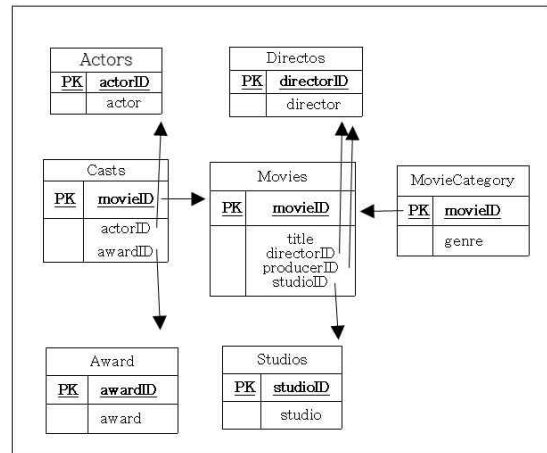 Actors
PK actorID
actor
Directos
PK directorID
director
Casts
PK movieID
actorID
awardID
Movies
PK movieID
title
directorID
producerID
studioID
MovieCategory
PK movieID
genre
Award
PK awardID
award
Studios
PK studioID
studio